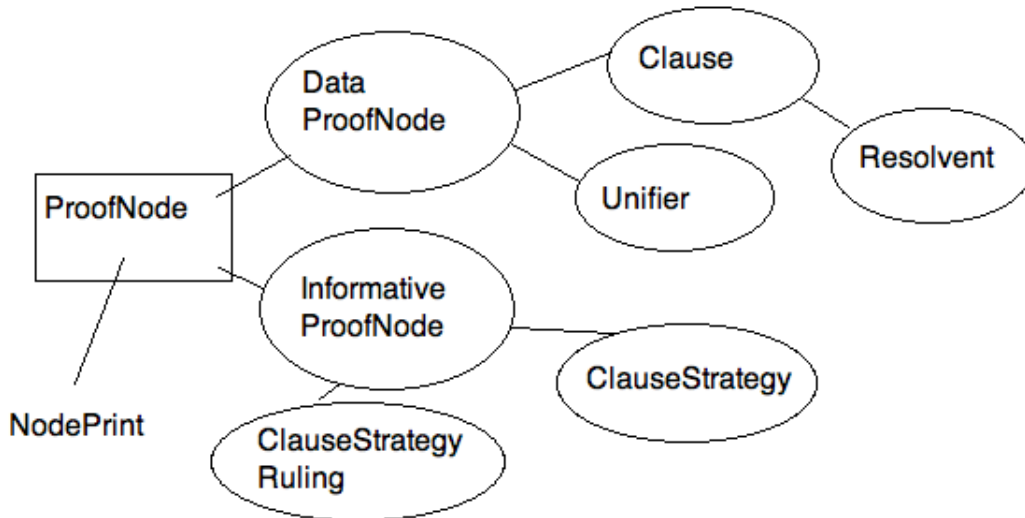 Data
ProofNode
Clause
Resolvent
Unifier
ProofNode
Informative
ProofNode
ClauseStrategy
NodePrint
ClauseStrategy
Ruling